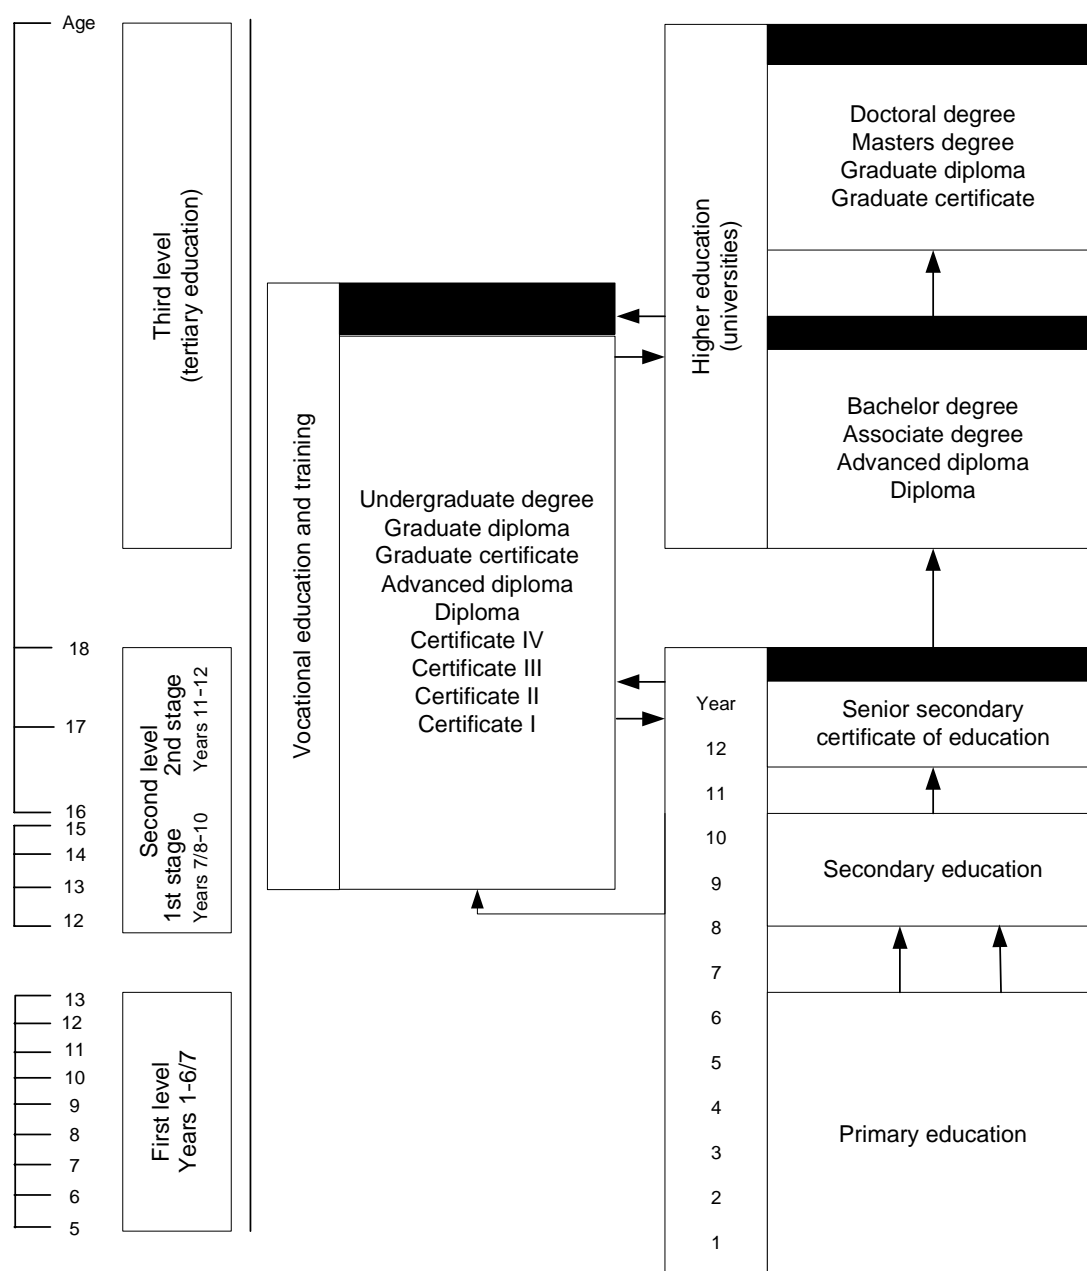 Age
18
17
16
15
14
13
12
13
12
11
10
9
8
7
6
5
Third level
(tertiary education)
Second level
1st stage 2nd stage
Years 7/8-10 Years 11-12
First level
Years 1-6/7
Vocational education and training
Undergraduate degree
Graduate diploma
Graduate certificate
Advanced diploma
Diploma
Certificate IV
Certificate III
Certificate II
Certificate I
Higher education
(universities)
Doctoral degree
Masters degree
Graduate diploma
Graduate certificate
Bachelor degree
Associate degree
Advanced diploma
Diploma
Year
12
11
10
9
8
7
6
5
4
3
2
1
Senior secondary
certificate of education
Secondary education
Primary education